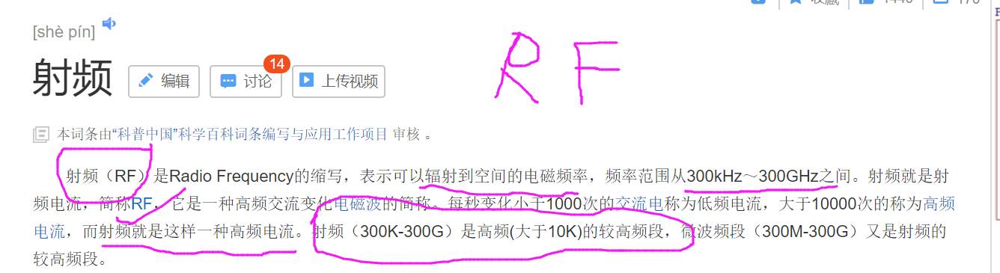 [shè pín]
RF
射频 编辑 讨论 14 上传视频
本词条由“科普中国”科学百科词条编写与应用工作项目 审核 。
射频（RF）是Radio Frequency的缩写，表示可以辐射到空间的电磁频率，频率范围从300kHz～300GHz之间。射频就是射
频电流，简称RF，它是一种高频交流变化电磁波的简称。每秒变化小于1000次的交流电称为低频电流，大于10000次的称为高频
电流，而射频就是这样一种高频电流。射频（300K-300G）是高频(大于10K)的较高频段，微波频段（300M-300G）又是射频的
较高频段。